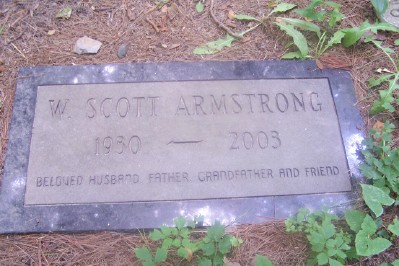 W. SCOTT ARMSTRONG
1930 — 2003
BELOVED HUSBAND, FATHER, GRANDFATHER AND FRIEND